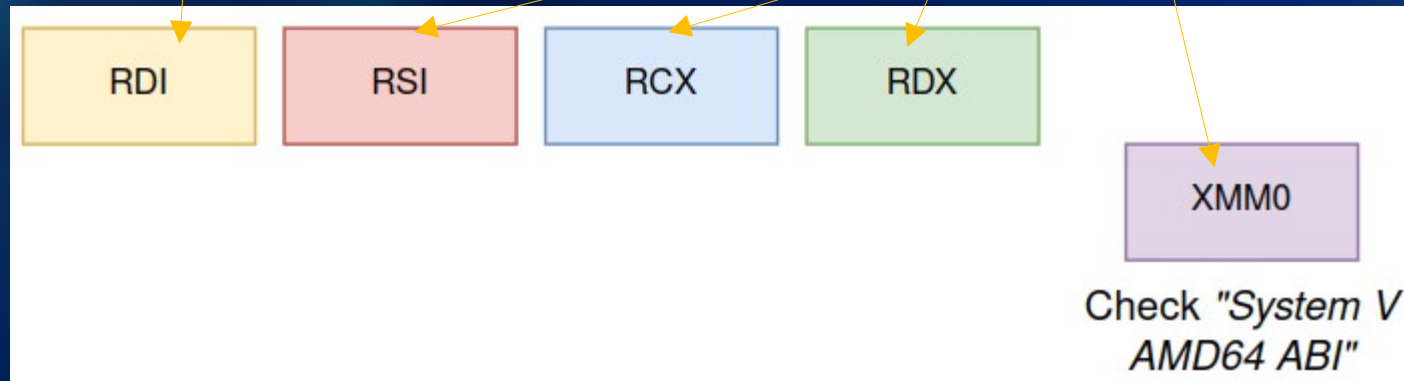 RDI
RSI
RCX
RDX
XMM0
Check "System V
AMD64 ABI"